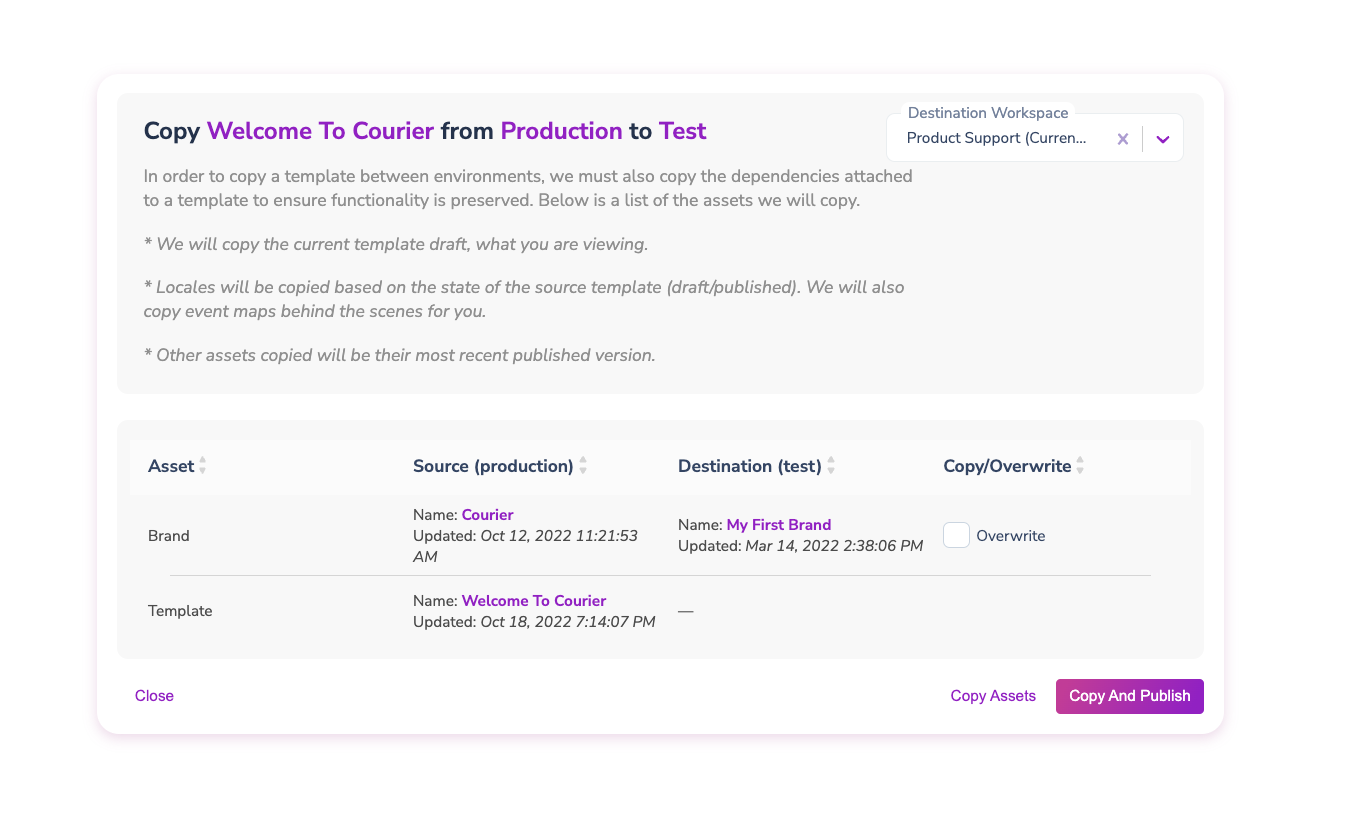 Copy Welcome To Courier from Production to Test
Destination Workspace
Product Support (Curren...
In order to copy a template between environments, we must also copy the dependencies attached
to a template to ensure functionality is preserved. Below is a list of the assets we will copy.
* We will copy the current template draft, what you are viewing.
* Locales will be copied based on the state of the source template (draft/published). We will also
copy event maps behind the scenes for you.
* Other assets copied will be their most recent published version.
Asset Source (production) Destination (test) Copy/Overwrite
Brand
Name: Courier
Updated: Oct 12, 2022 11:21:53
AM
Name: My First Brand
Updated: Mar 14, 2022 2:38:06 PM
Overwrite
Template
Name: Welcome To Courier
Updated: Oct 18, 2022 7:14:07 PM
—
Close
Copy Assets
Copy And Publish